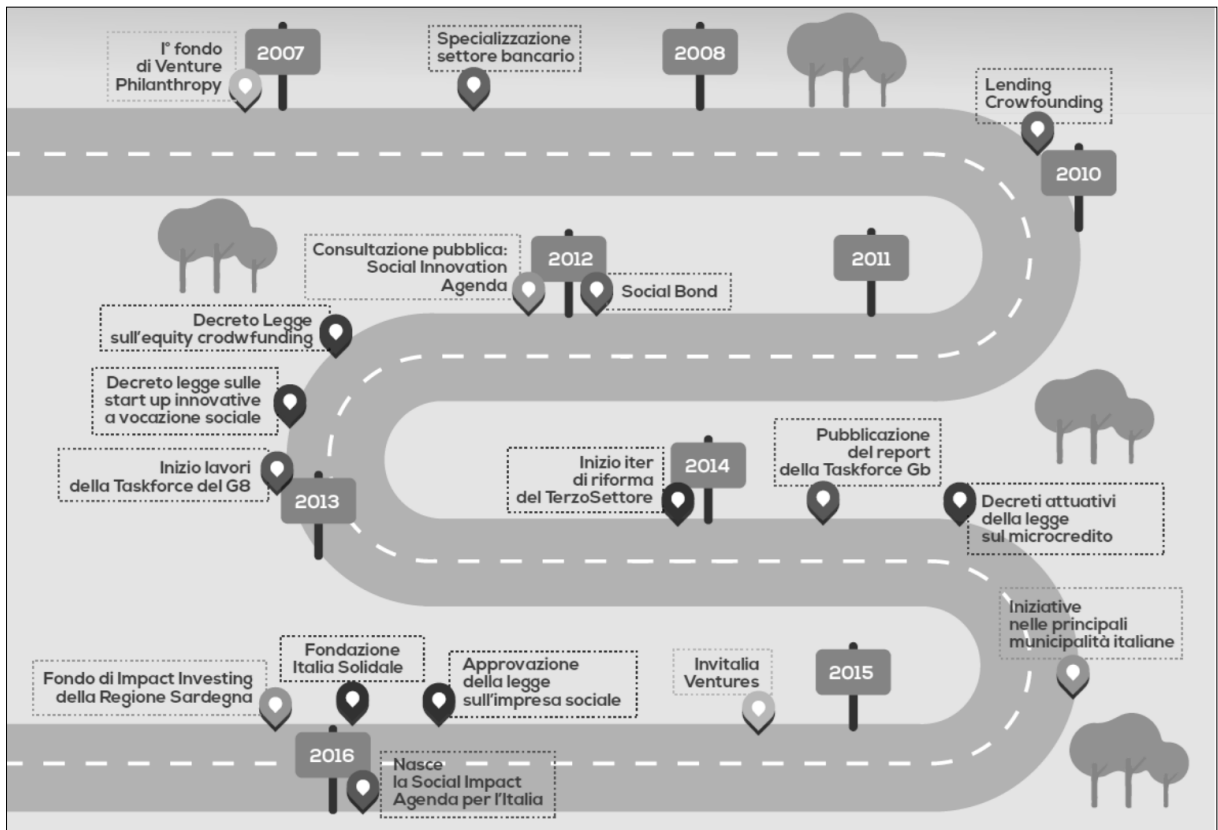 1° fondo
di Venture
Philanthropy
2007
Specializzazione
settore bancario
2008
Lending
Crowfounding
2010
2011
Social Bond
2012
Consultazione pubblica:
Social Innovation
Agenda
Decreto Legge
sull'equity crodwfunding
Decreto legge sulle
start up innovative
a vocazione sociale
Inizio lavori
della Taskforce del G8
2013
Inizio iter
di riforma
del TerzoSettore
2014
Pubblicazione
del report
della Taskforce Gb
Decreti attuativi
della legge
sul microcredito
Iniziative
nelle principali
municipalità italiane
2015
Invitalia
Ventures
Approvazione
della legge
sull'impresa sociale
Fondazione
Italia Solidale
2016
Nasce
la Social Impact
Agenda per l'Italia
Fondo di Impact Investing
della Regione Sardegna